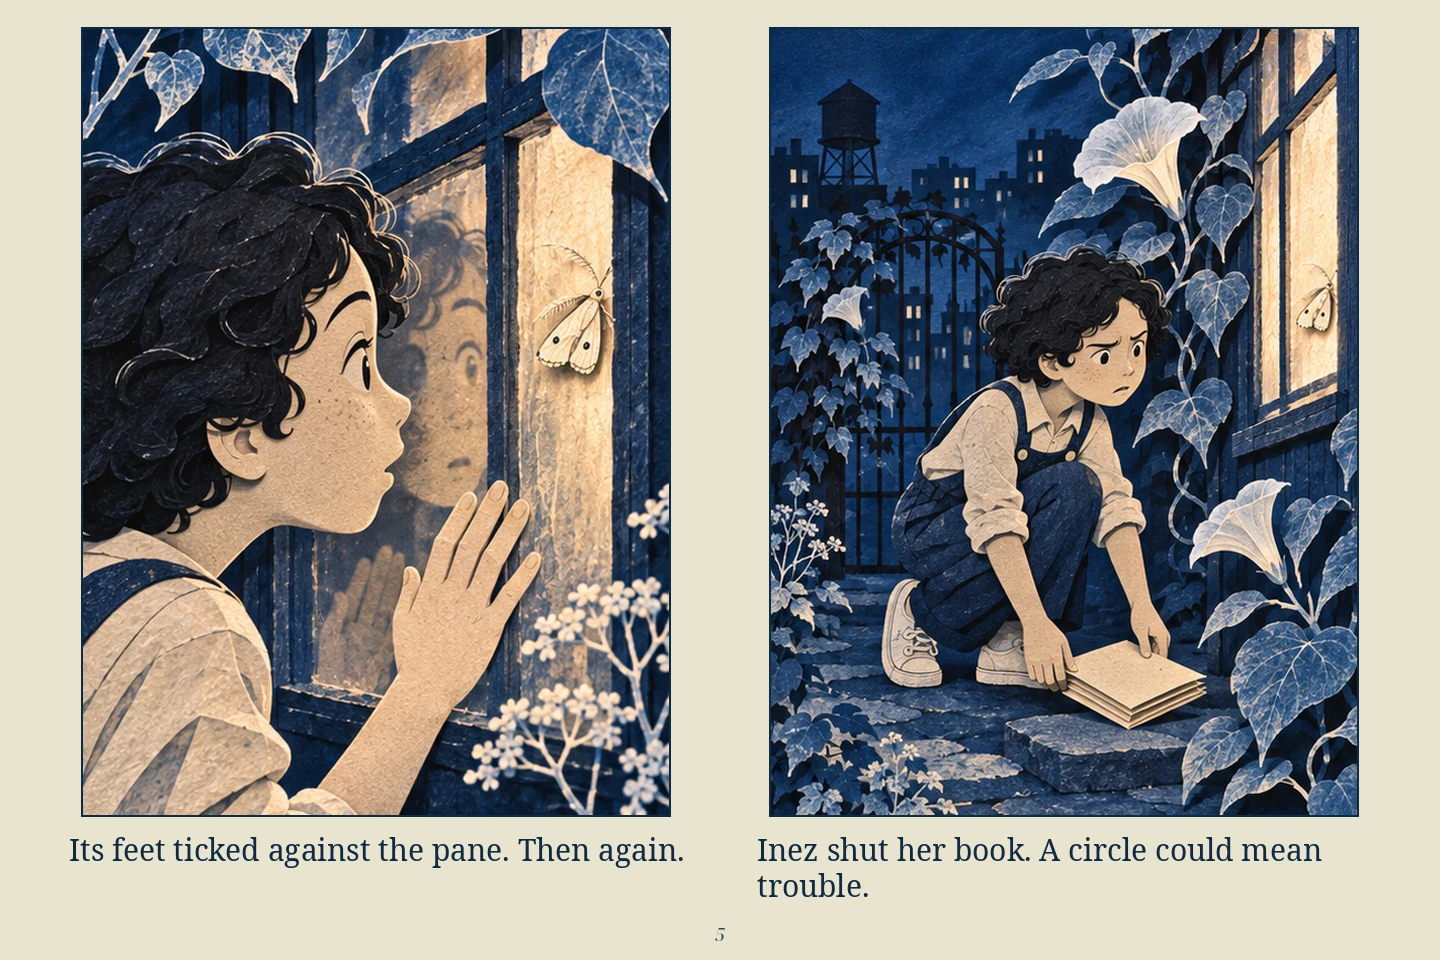 Its feet ticked against the pane. Then again.
Inez shut her book. A circle could mean
trouble.
5